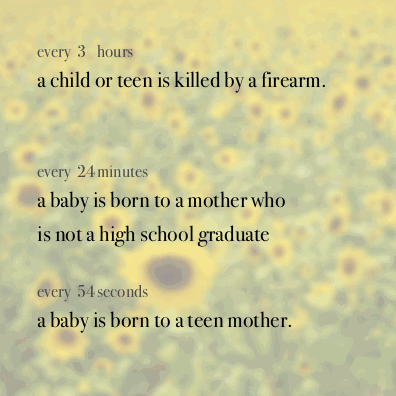 every 3 hours
a child or teen is killed by a firearm.
every 24 minutes
a baby is born to a mother who
is not a high school graduate
every 54 seconds
a baby is born to a teen mother.